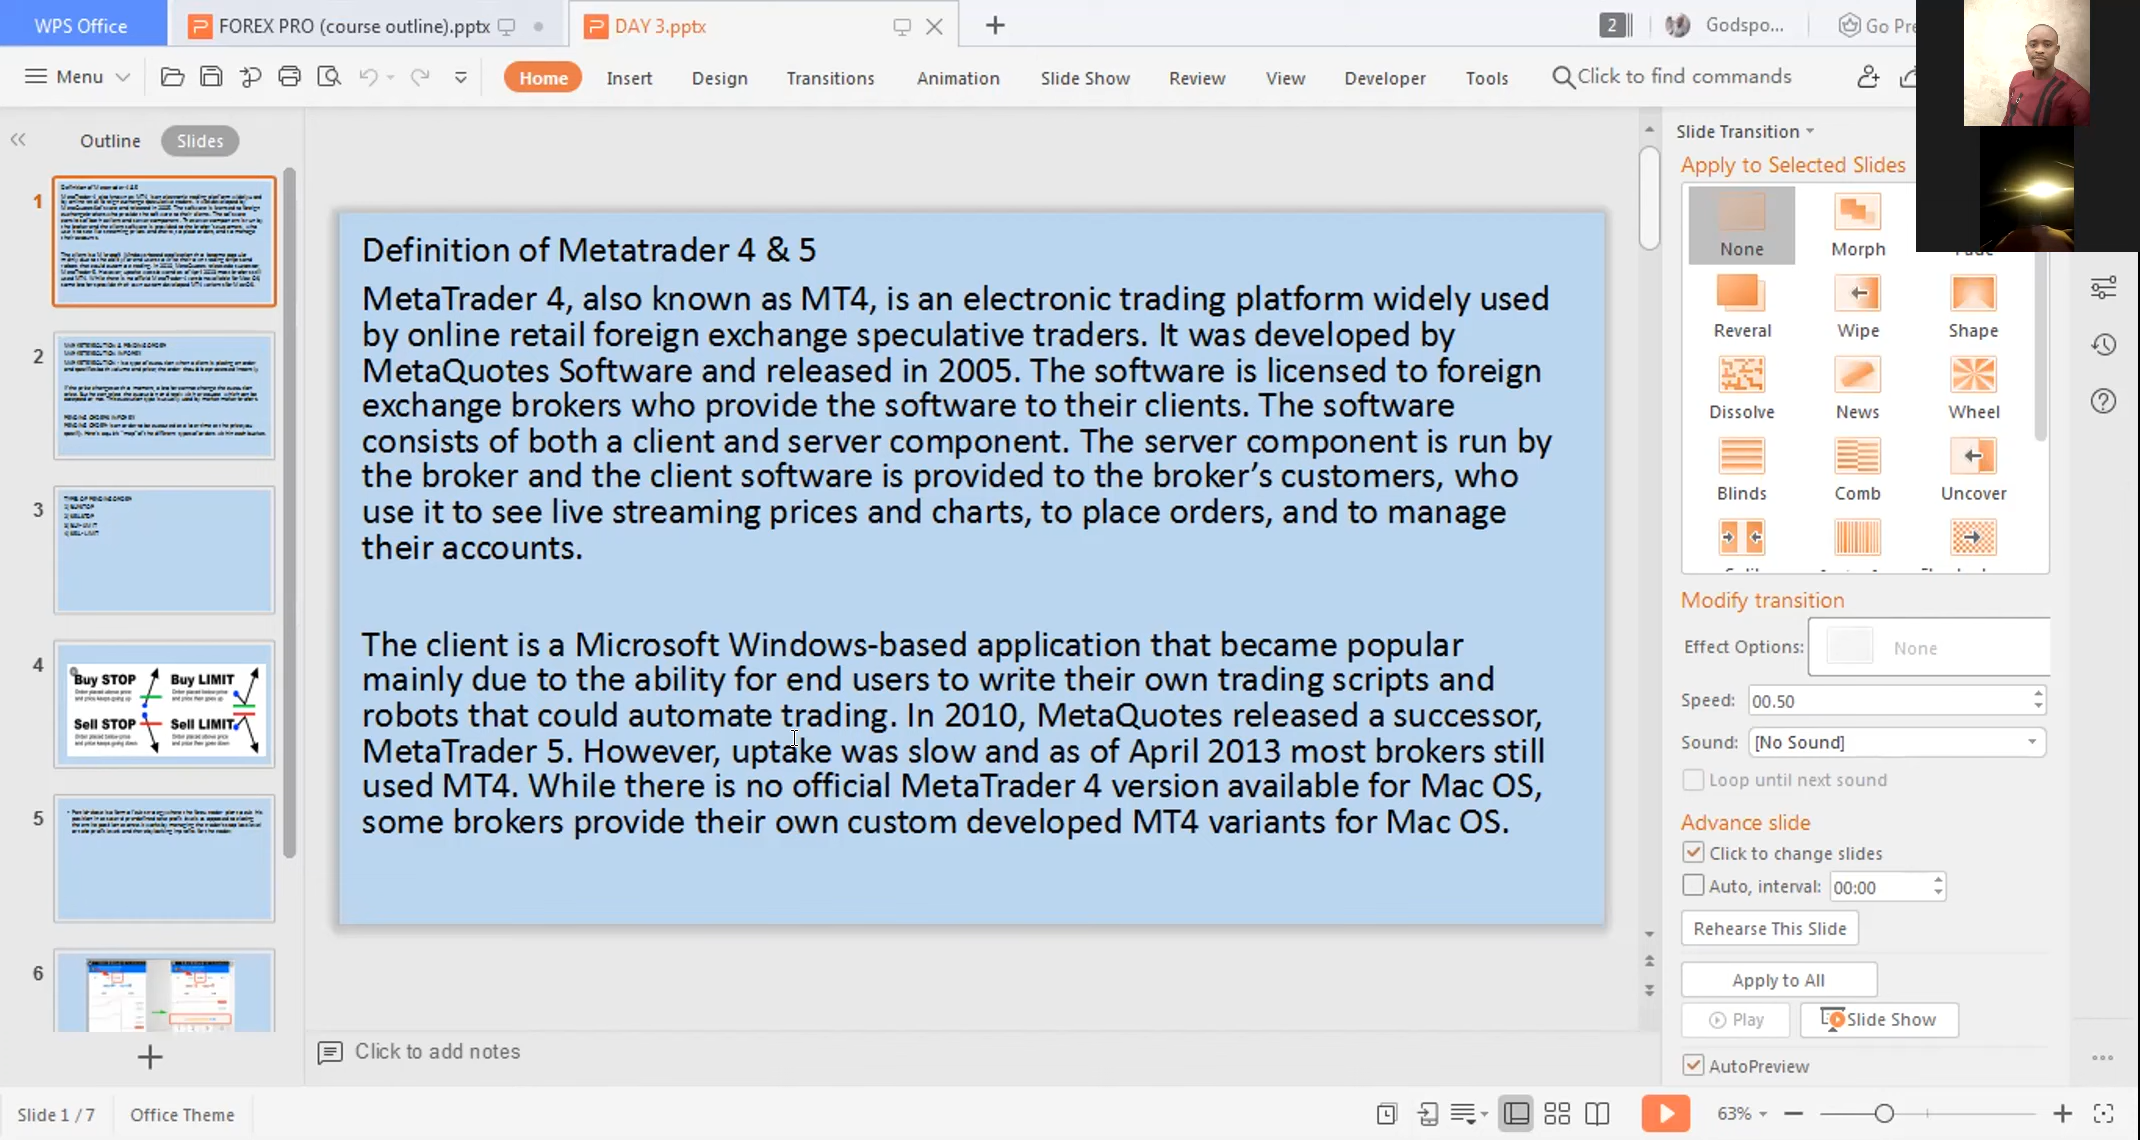 WPS Office
FOREX PRO (course outline).pptx
DAY 3.pptx
2
Godspo...
Go Pre
Menu
Home
Insert
Design
Transitions
Animation
Slide Show
Review
View
Developer
Tools
Click to find commands
Outline
Slides
1
2
3
4
Buy STOP
Buy LIMIT
Sell STOP
Sell LIMIT
5
6
Definition of Metatrader 4 & 5
MetaTrader 4, also known as MT4, is an electronic trading platform widely used
by online retail foreign exchange speculative traders. It was developed by
MetaQuotes Software and released in 2005. The software is licensed to foreign
exchange brokers who provide the software to their clients. The software
consists of both a client and server component. The server component is run by
the broker and the client software is provided to the broker’s customers, who
use it to see live streaming prices and charts, to place orders, and to manage
their accounts.
The client is a Microsoft Windows-based application that became popular
mainly due to the ability for end users to write their own trading scripts and
robots that could automate trading. In 2010, MetaQuotes released a successor,
MetaTrader 5. However, uptake was slow and as of April 2013 most brokers still
used MT4. While there is no official MetaTrader 4 version available for Mac OS,
some brokers provide their own custom developed MT4 variants for Mac OS.
Click to add notes
Slide Transition
Apply to Selected Slides
None
Morph
Reveral
Wipe
Shape
Dissolve
News
Wheel
Blinds
Comb
Uncover
Modify transition
Effect Options:
None
Speed:
00.50
Sound:
[No Sound]
Loop until next sound
Advance slide
Click to change slides
Auto, interval:
00:00
Rehearse This Slide
Apply to All
Play
Slide Show
AutoPreview
Slide 1 / 7
Office Theme
63%